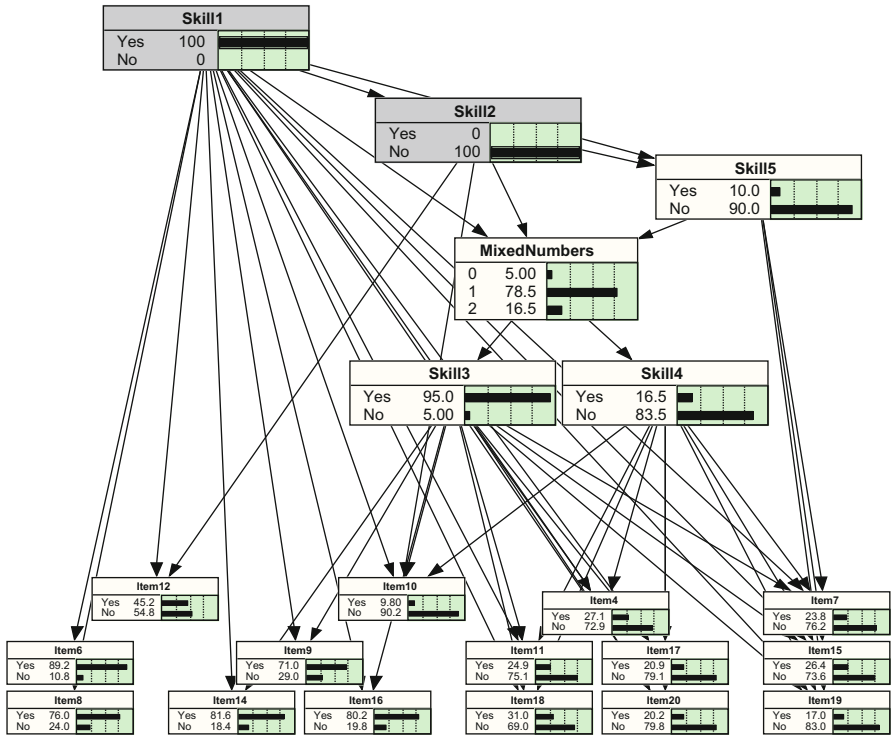 Skill1
Yes 100
No 0
Skill2
Yes 0
No 100
Skill5
Yes 10.0
No 90.0
MixedNumbers
0 5.00
1 78.5
2 16.5
Skill3
Yes 95.0
No 5.00
Skill4
Yes 16.5
No 83.5
Item12
Yes 45.2
No 54.8
Item10
Yes 9.80
No 90.2
Item4
Yes 27.1
No 72.9
Item7
Yes 23.8
No 76.2
Item6
Yes 89.2
No 10.8
Item9
Yes 71.0
No 29.0
Item11
Yes 24.9
No 75.1
Item17
Yes 20.9
No 79.1
Item15
Yes 26.4
No 73.6
Item8
Yes 76.0
No 24.0
Item14
Yes 81.6
No 18.4
Item16
Yes 80.2
No 19.8
Item18
Yes 31.0
No 69.0
Item20
Yes 20.2
No 79.8
Item19
Yes 17.0
No 83.0